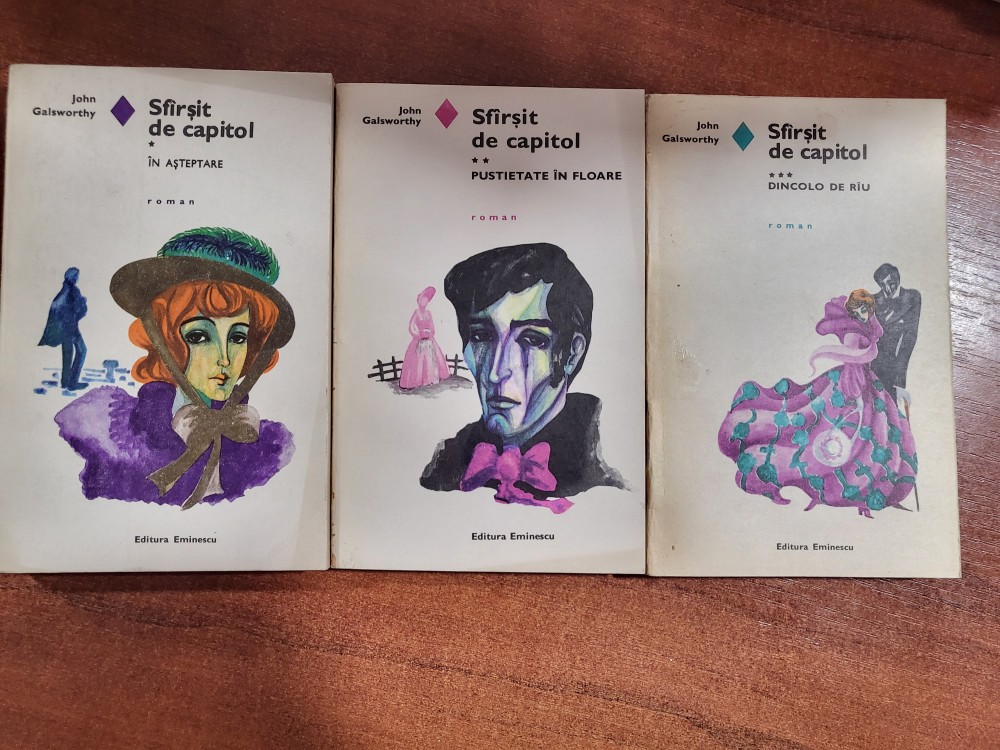 John
Galsworthy
Sfîrșit
de capitol
*
ÎN AȘTEPTARE
roman
Editura Eminescu
John
Galsworthy
Sfîrșit
de capitol
**
PUSTIETATE ÎN FLOARE
roman
Editura Eminescu
John
Galsworthy
Sfîrșit
de capitol
***
DINCOLO DE RÎU
roman
Editura Eminescu